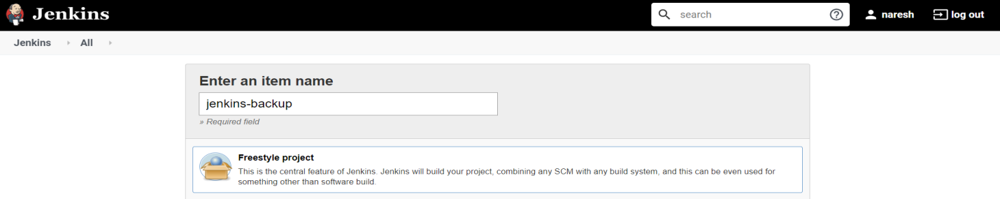 Jenkins
search
naresh
log out
Jenkins
All
Enter an item name
jenkins-backup
» Required field
Freestyle project
This is the central feature of Jenkins. Jenkins will build your project, combining any SCM with any build system, and this can be even used for
something other than software build.